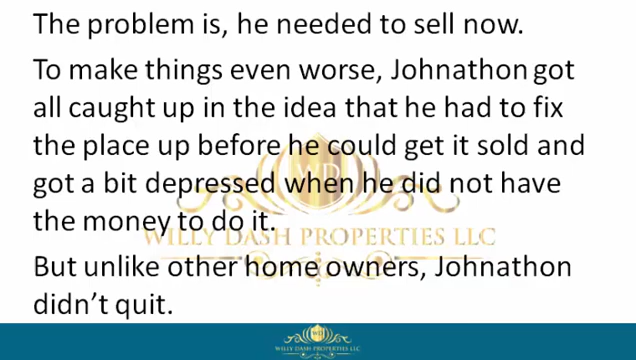 The problem is, he needed to sell now.
To make things even worse, Johnathon got
all caught up in the idea that he had to fix
the place up before he could get it sold and
got a bit depressed when he did not have
the money to do it.
WILLY DASH PROPERTIES LLC
But unlike other home owners, Johnathon
didn’t quit.
WILLY DASH PROPERTIES LLC